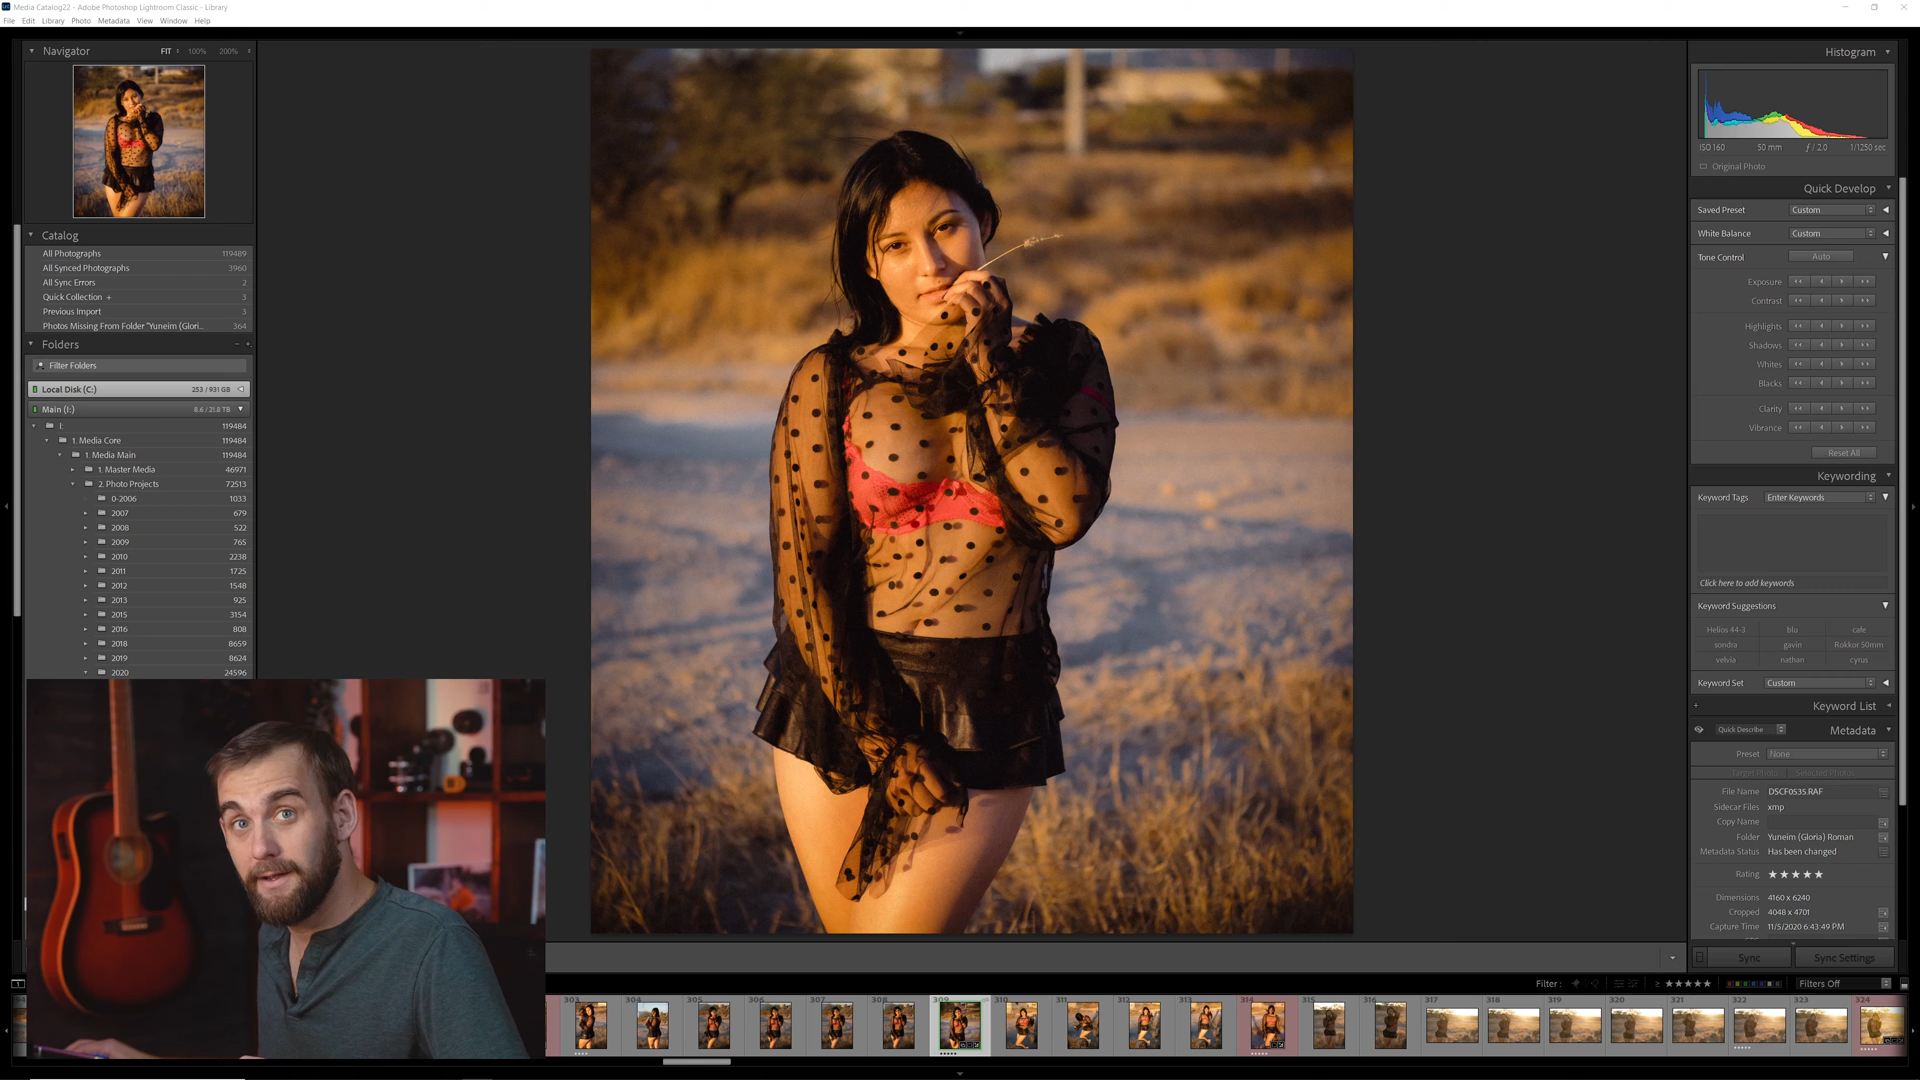 Media Catalog22 - Adobe Photoshop Lightroom Classic - Library
File Edit Library Photo Metadata View Window Help
Navigator FIT 100% 200%
Catalog
All Photographs 119489
All Synced Photographs 3960
All Sync Errors 2
Quick Collection + 3
Previous Import 3
Photos Missing From Folder "Yuneim (Glori... 364
Folders
Filter Folders
Local Disk (C:) 253 / 931 GB
Main (I:) 8.6 / 21.8 TB
I: 119484
1. Media Core 119484
1. Media Main 119484
1. Master Media 46971
2. Photo Projects 72513
0-2006 1033
2007 679
2008 522
2009 765
2010 2238
2011 1725
2012 1548
2013 925
2015 3154
2016 808
2018 8659
2019 8624
2020 24596
Histogram
ISO 160 50 mm ƒ / 2.0 1/1250 sec
Original Photo
Quick Develop
Saved Preset Custom
White Balance Custom
Tone Control Auto
Exposure
Contrast
Highlights
Shadows
Whites
Blacks
Clarity
Vibrance
Reset All
Keywording
Keyword Tags Enter Keywords
Click here to add keywords
Keyword Suggestions
Helios 44-3 blu cafe
sondra gavin Rokkor 50mm
velvia nathan cyrus
Keyword Set Custom
+ Keyword List
Quick Describe Metadata
Preset None
Target Photo Selected Photos
File Name DSCF0535.RAF
Sidecar Files xmp
Copy Name
Folder Yuneim (Gloria) Roman
Metadata Status Has been changed
Rating ★★★★★
Dimensions 4160 x 6240
Cropped 4048 x 4701
Capture Time 11/5/2020 6:43:49 PM
Sync Sync Settings
Filter : ≥ ★★★★★ Filters Off
1
303 304 305 306 307 308 309 310 311 312 313 314 315 316 317 318 319 320 321 322 323 324